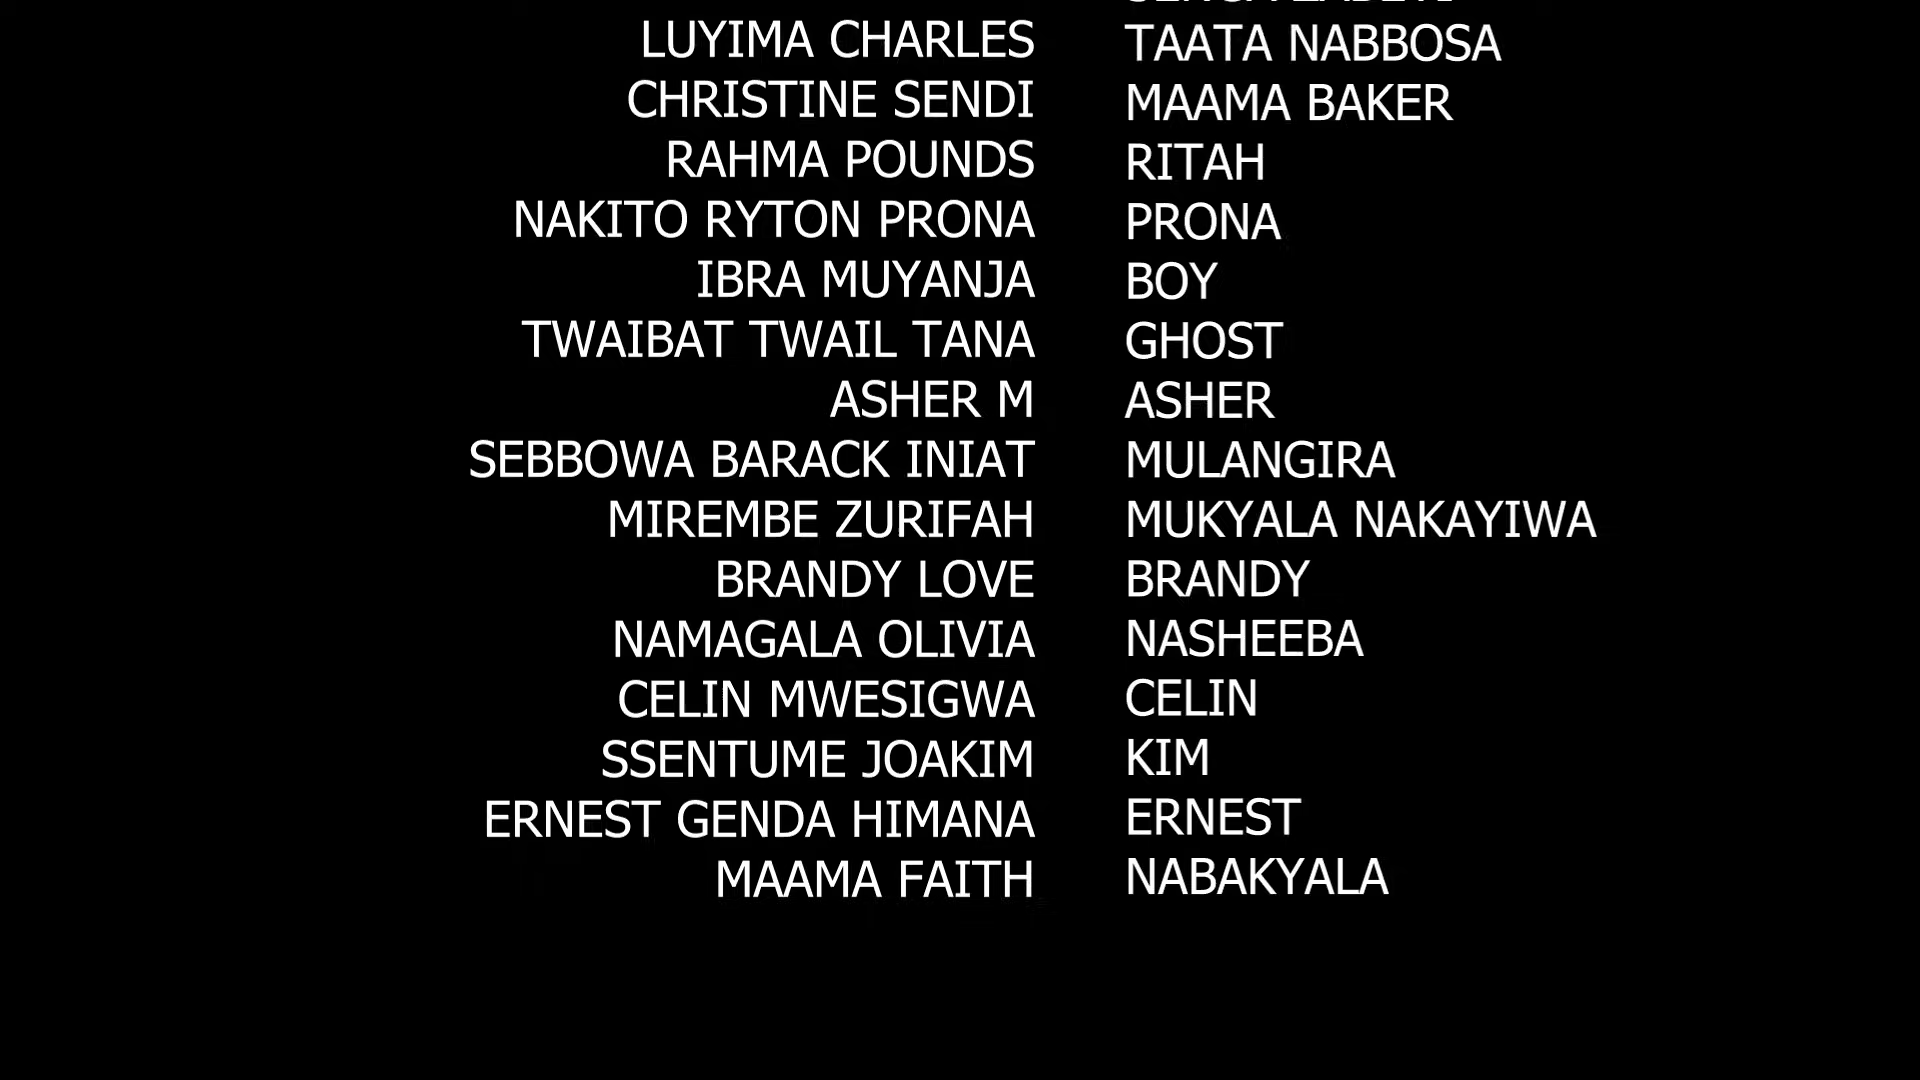 LUYIMA CHARLES TAATA NABBOSA
CHRISTINE SENDI MAAMA BAKER
RAHMA POUNDS RITAH
NAKITO RYTON PRONA PRONA
IBRA MUYANJA BOY
TWAIBAT TWAIL TANA GHOST
ASHER M ASHER
SEBBOWA BARACK INIAT MULANGIRA
MIREMBE ZURIFAH MUKYALA NAKAYIWA
BRANDY LOVE BRANDY
NAMAGALA OLIVIA NASHEEBA
CELIN MWESIGWA CELIN
SSENTUME JOAKIM KIM
ERNEST GENDA HIMANA ERNEST
MAAMA FAITH NABAKYALA